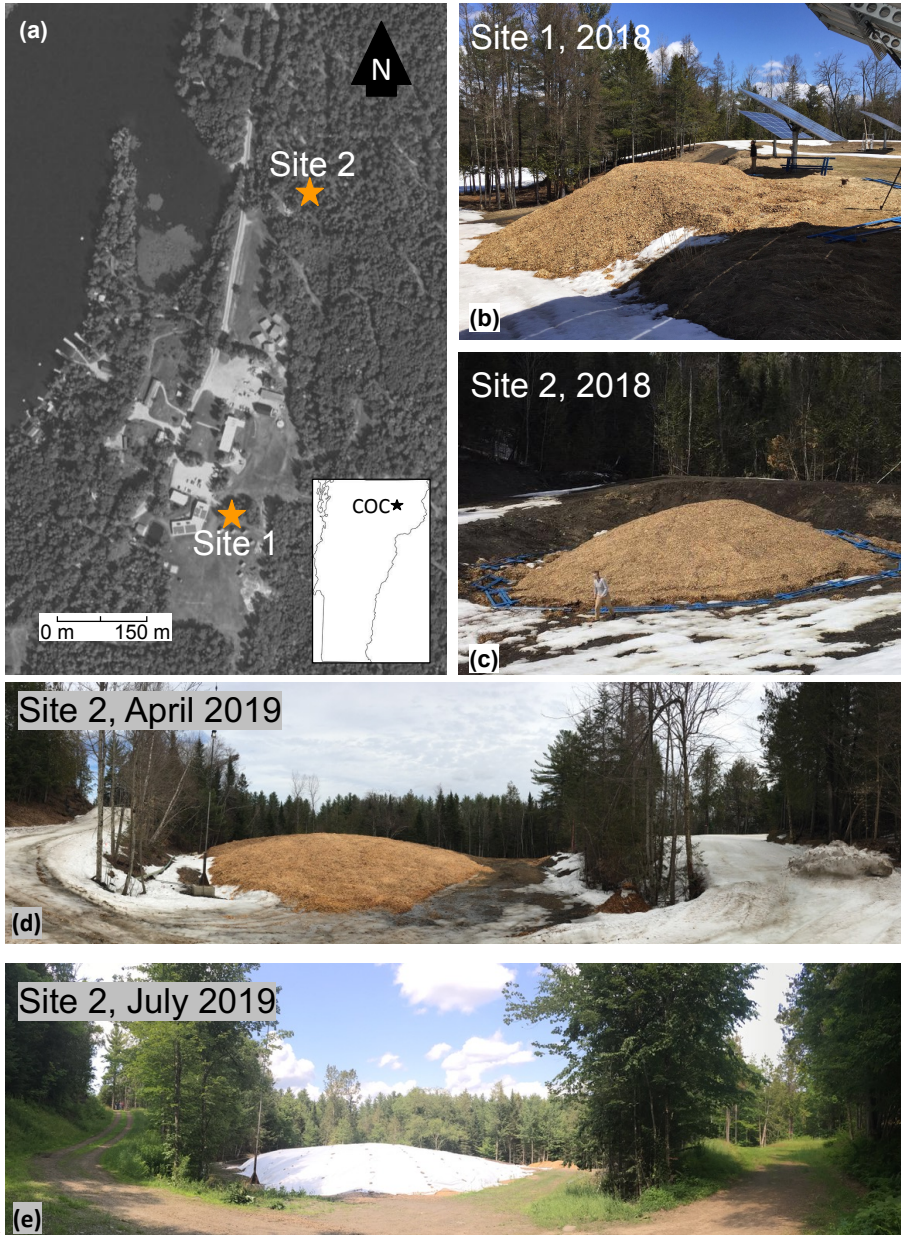 (a)
N
Site 2
Site 1
0 m 150 m
COC
Site 1, 2018
(b)
Site 2, 2018
(c)
Site 2, April 2019
(d)
Site 2, July 2019
(e)